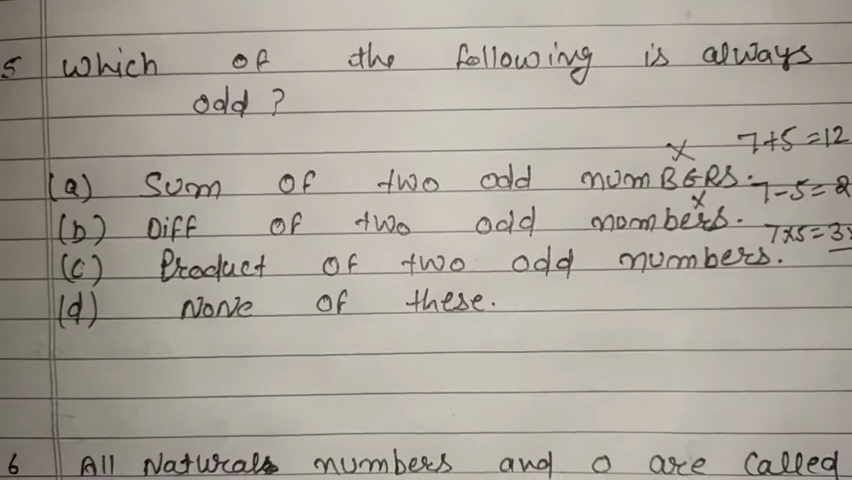 5 Which of the following is always
odd?
x 7+5=12
(a) Sum of two odd numBERS.
x 7-5=2
(b) Diff of two odd nombers.
7x5=35
(c) Product of two odd numbers.
(d) NoNe of these.
6 All Naturals numbers and 0 are called